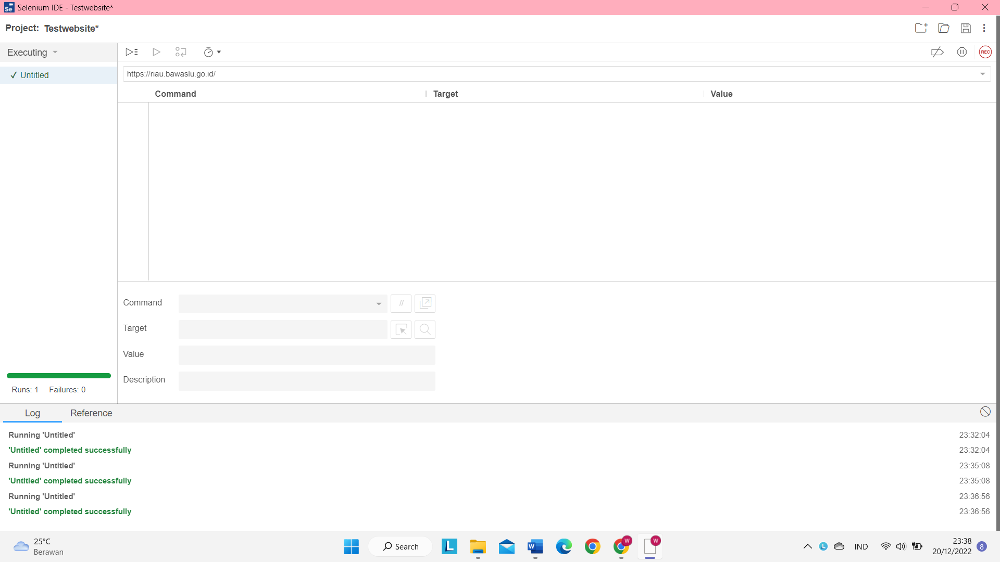 Se Selenium IDE - Testwebsite*
Project: Testwebsite*
Executing
✓ Untitled
REC
https://riau.bawaslu.go.id/
Command Target Value
Command //
Target
Value
Description
Runs: 1 Failures: 0
Log Reference
Running 'Untitled' 23:32:04
'Untitled' completed successfully 23:32:04
Running 'Untitled' 23:35:08
'Untitled' completed successfully 23:35:08
Running 'Untitled' 23:36:56
'Untitled' completed successfully 23:36:56
25°C
Berawan
Search
L
W
W
W
L
IND
23:38
20/12/2022
8